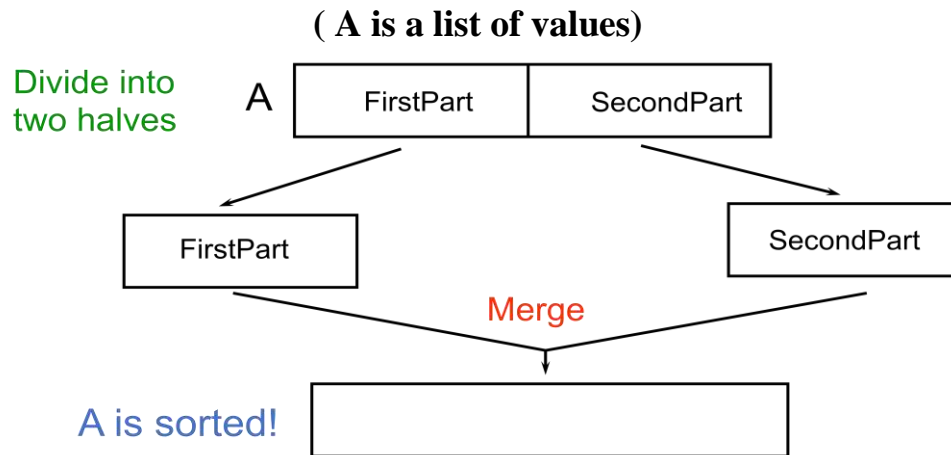 ( A is a list of values)
Divide into
two halves
A
FirstPart
SecondPart
FirstPart
SecondPart
Merge
A is sorted!